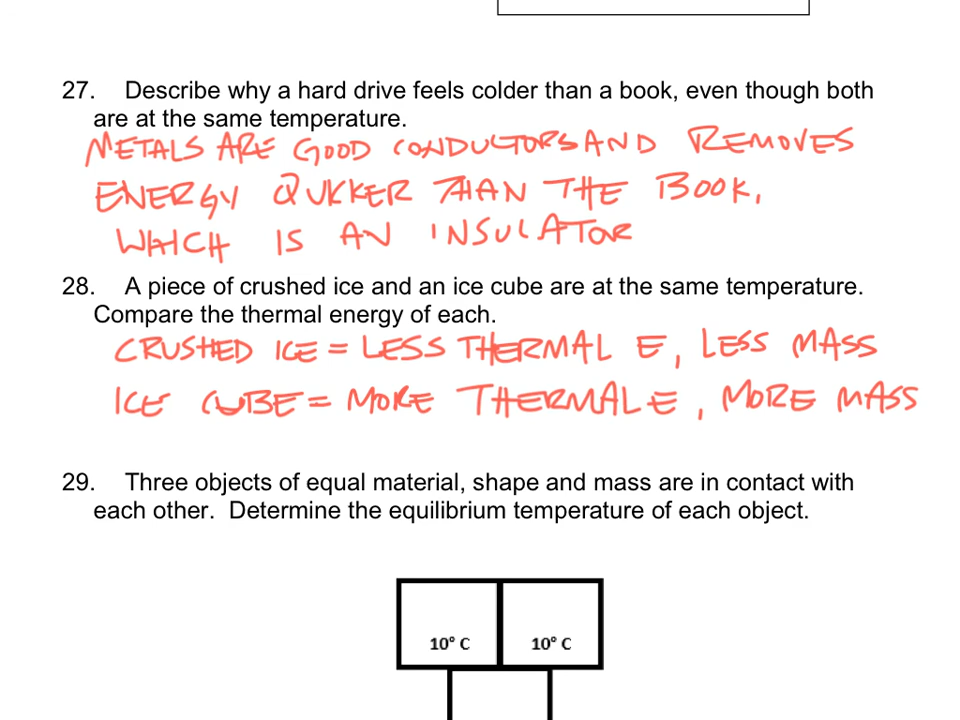 27. Describe why a hard drive feels colder than a book, even though both
are at the same temperature.
METALS ARE GOOD CONDUCTORS AND REMOVES
ENERGY QUKKER THAN THE BOOK,
WHICH IS AN INSULATOR
28. A piece of crushed ice and an ice cube are at the same temperature.
Compare the thermal energy of each.
CRUSHED ICE = LESS THERMAL E, LESS MASS
ICE CUBE = MORE THERMAL E, MORE MASS
29. Three objects of equal material, shape and mass are in contact with
each other. Determine the equilibrium temperature of each object.
10° C 10° C